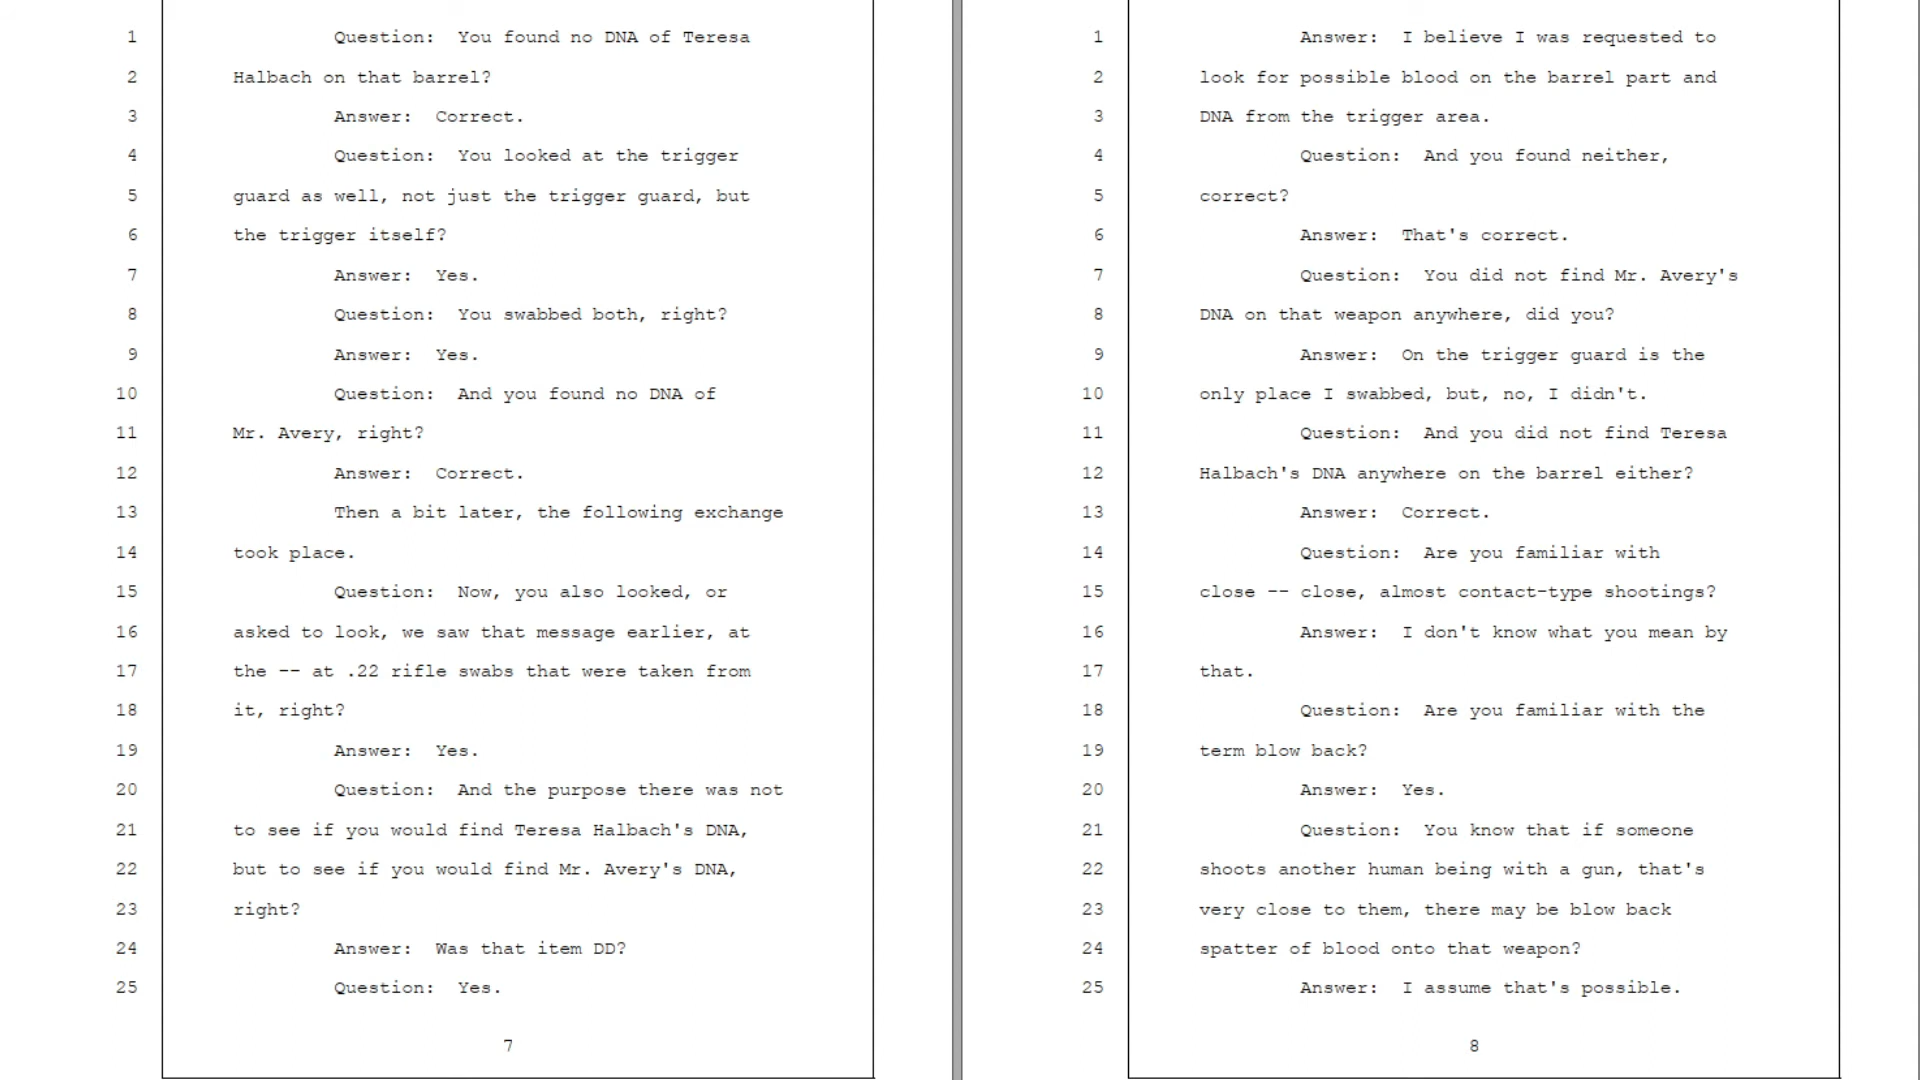 1 Question: You found no DNA of Teresa
2 Halbach on that barrel?
3 Answer: Correct.
4 Question: You looked at the trigger
5 guard as well, not just the trigger guard, but
6 the trigger itself?
7 Answer: Yes.
8 Question: You swabbed both, right?
9 Answer: Yes.
10 Question: And you found no DNA of
11 Mr. Avery, right?
12 Answer: Correct.
13 Then a bit later, the following exchange
14 took place.
15 Question: Now, you also looked, or
16 asked to look, we saw that message earlier, at
17 the -- at .22 rifle swabs that were taken from
18 it, right?
19 Answer: Yes.
20 Question: And the purpose there was not
21 to see if you would find Teresa Halbach's DNA,
22 but to see if you would find Mr. Avery's DNA,
23 right?
24 Answer: Was that item DD?
25 Question: Yes.
7
1 Answer: I believe I was requested to
2 look for possible blood on the barrel part and
3 DNA from the trigger area.
4 Question: And you found neither,
5 correct?
6 Answer: That's correct.
7 Question: You did not find Mr. Avery's
8 DNA on that weapon anywhere, did you?
9 Answer: On the trigger guard is the
10 only place I swabbed, but, no, I didn't.
11 Question: And you did not find Teresa
12 Halbach's DNA anywhere on the barrel either?
13 Answer: Correct.
14 Question: Are you familiar with
15 close -- close, almost contact-type shootings?
16 Answer: I don't know what you mean by
17 that.
18 Question: Are you familiar with the
19 term blow back?
20 Answer: Yes.
21 Question: You know that if someone
22 shoots another human being with a gun, that's
23 very close to them, there may be blow back
24 spatter of blood onto that weapon?
25 Answer: I assume that's possible.
8